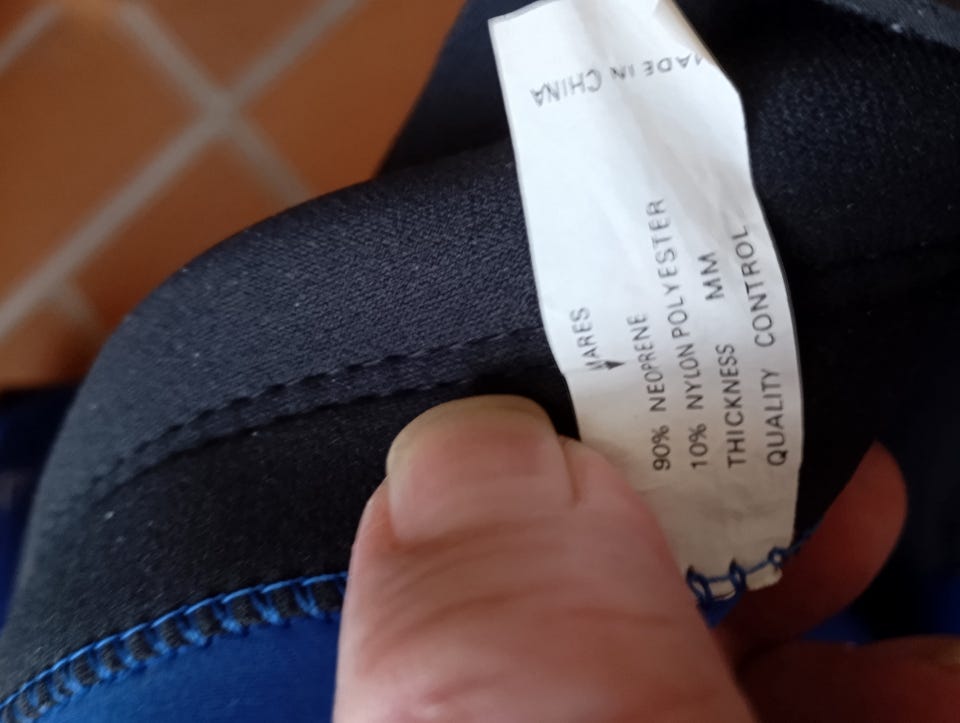 MARES
90% NEOPRENE
10% NYLON POLYESTER
THICKNESS MM
QUALITY CONTROL
MADE IN CHINA